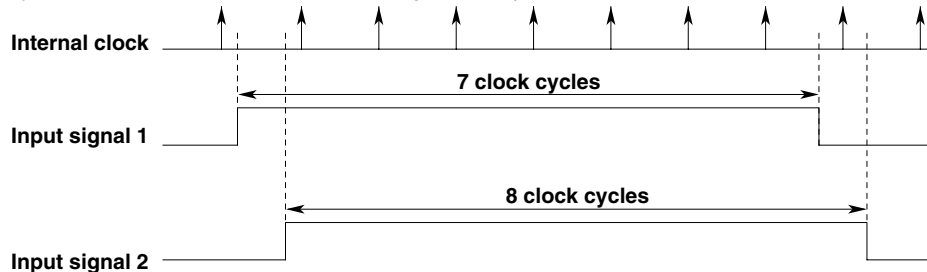 Internal clock
7 clock cycles
Input signal 1
8 clock cycles
Input signal 2